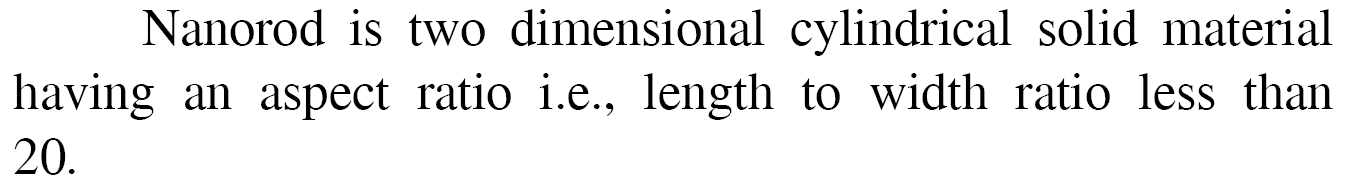 Nanorod is two dimensional cylindrical solid material
having an aspect ratio i.e., length to width ratio less than
20.